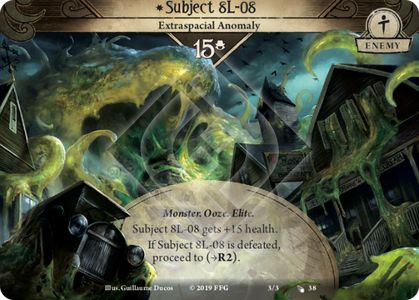 Subject 8L-08
Extraspacial Anomaly
15
ENEMY
Monster. Ooze. Elite.
Subject 8L-08 gets +15 health.
If Subject 8L-08 is defeated,
proceed to (→R2).
Illus. Guillaume Ducos © 2019 FFG 3/3 38